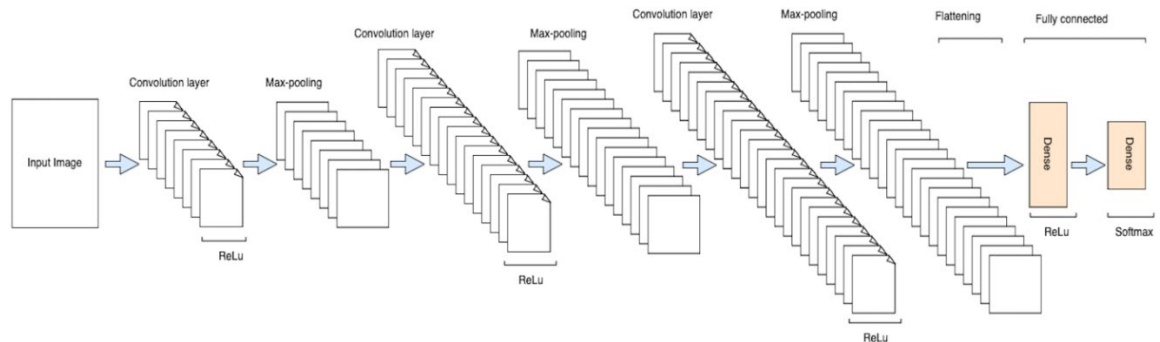 Convolution layer
Max-pooling
Convolution layer
Max-pooling
Convolution layer
Max-pooling
Flattening
Fully connected
Input Image
Dense
Dense
ReLu
ReLu
ReLu
ReLu
Softmax